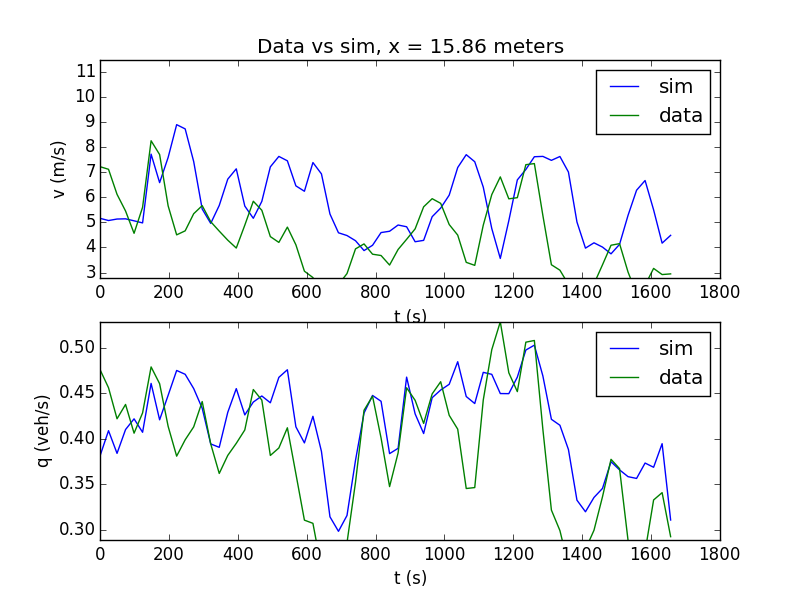 Data vs sim, x = 15.86 meters
11
10
9
8
7
6
5
4
3
v (m/s)
sim
data
0 200 400 600 800 1000 1200 1400 1600 1800
t (s)
0.50
0.45
0.40
0.35
0.30
q (veh/s)
sim
data
0 200 400 600 800 1000 1200 1400 1600 1800
t (s)